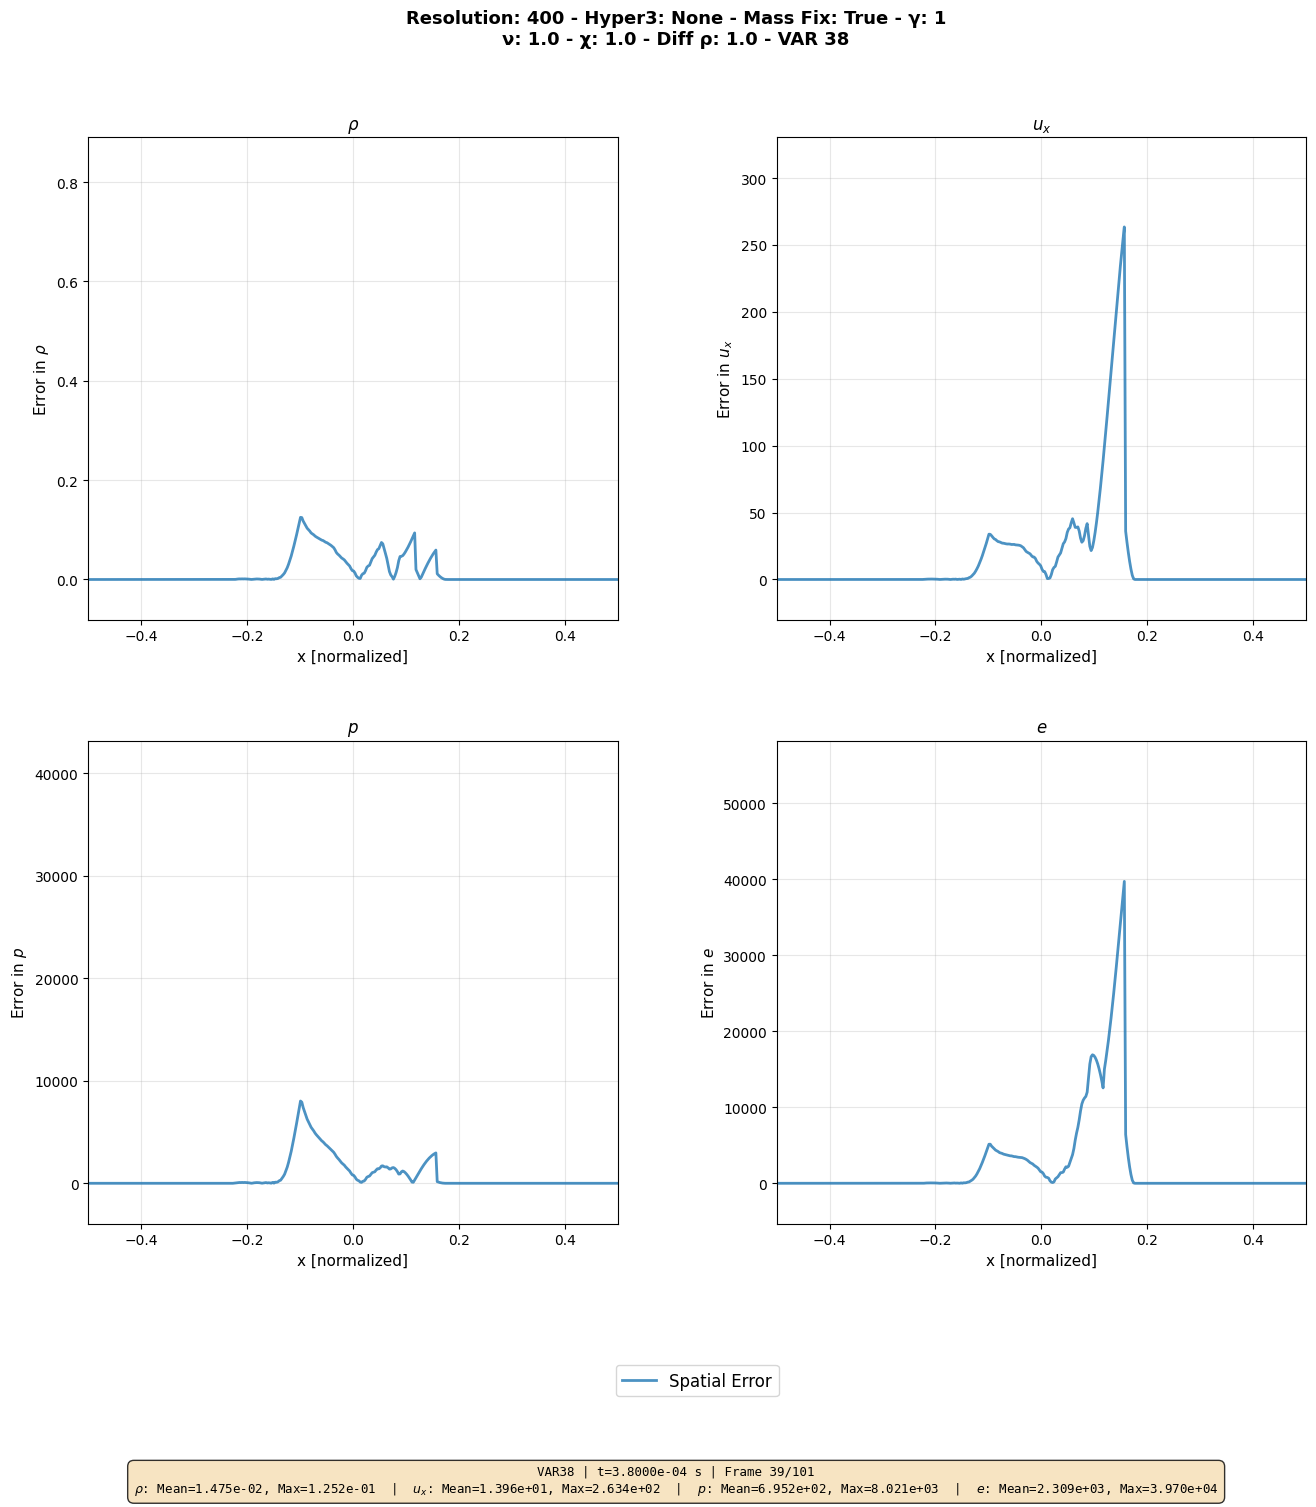 Resolution: 400 - Hyper3: None - Mass Fix: True - γ: 1
ν: 1.0 - χ: 1.0 - Diff ρ: 1.0 - VAR 38
ρ
Error in ρ
0.8
0.6
0.4
0.2
0.0
−0.4
−0.2
0.0
0.2
0.4
x [normalized]
uₓ
Error in uₓ
300
250
200
150
100
50
0
−0.4
−0.2
0.0
0.2
0.4
x [normalized]
p
Error in p
40000
30000
20000
10000
0
−0.4
−0.2
0.0
0.2
0.4
x [normalized]
e
Error in e
50000
40000
30000
20000
10000
0
−0.4
−0.2
0.0
0.2
0.4
x [normalized]
Spatial Error
VAR38 | t=3.8000e-04 s | Frame 39/101
ρ: Mean=1.475e-02, Max=1.252e-01 | uₓ: Mean=1.396e+01, Max=2.634e+02 | p: Mean=6.952e+02, Max=8.021e+03 | e: Mean=2.309e+03, Max=3.970e+04